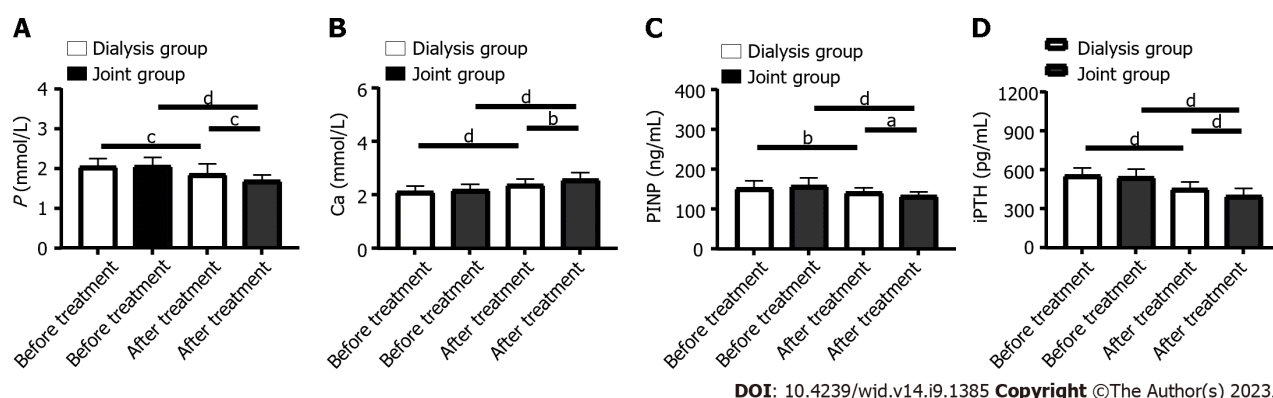 A
Dialysis group
Joint group
P (mmol/L)
4
3
2
1
0
c
d
c
Before treatment
Before treatment
After treatment
After treatment
B
Dialysis group
Joint group
Ca (mmol/L)
6
4
2
0
d
d
b
Before treatment
Before treatment
After treatment
After treatment
C
Dialysis group
Joint group
PINP (ng/mL)
400
300
200
100
0
b
d
a
Before treatment
Before treatment
After treatment
After treatment
D
Dialysis group
Joint group
iPTH (pg/mL)
1200
900
600
300
0
d
d
d
Before treatment
Before treatment
After treatment
After treatment
DOI: 10.4239/wjd.v14.i9.1385 Copyright ©The Author(s) 2023.